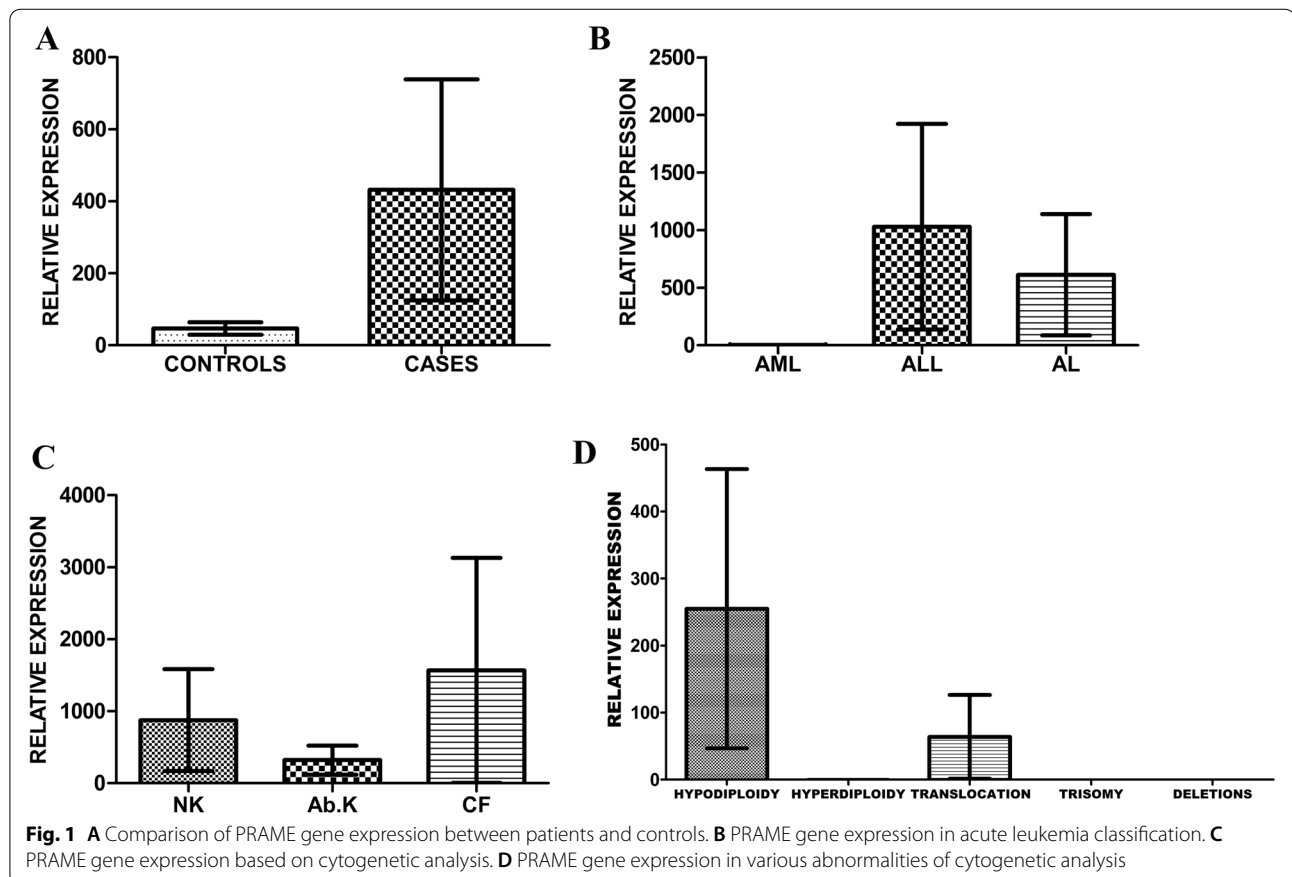 A
RELATIVE EXPRESSION
800
600
400
200
0
CONTROLS CASES
B
RELATIVE EXPRESSION
2500
2000
1500
1000
500
0
AML ALL AL
C
RELATIVE EXPRESSION
4000
3000
2000
1000
0
NK Ab.K CF
D
RELATIVE EXPRESSION
500
400
300
200
100
0
HYPODIPLOIDY HYPERDIPLOIDY TRANSLOCATION TRISOMY DELETIONS
Fig. 1 A Comparison of PRAME gene expression between patients and controls. B PRAME gene expression in acute leukemia classification. C
PRAME gene expression based on cytogenetic analysis. D PRAME gene expression in various abnormalities of cytogenetic analysis